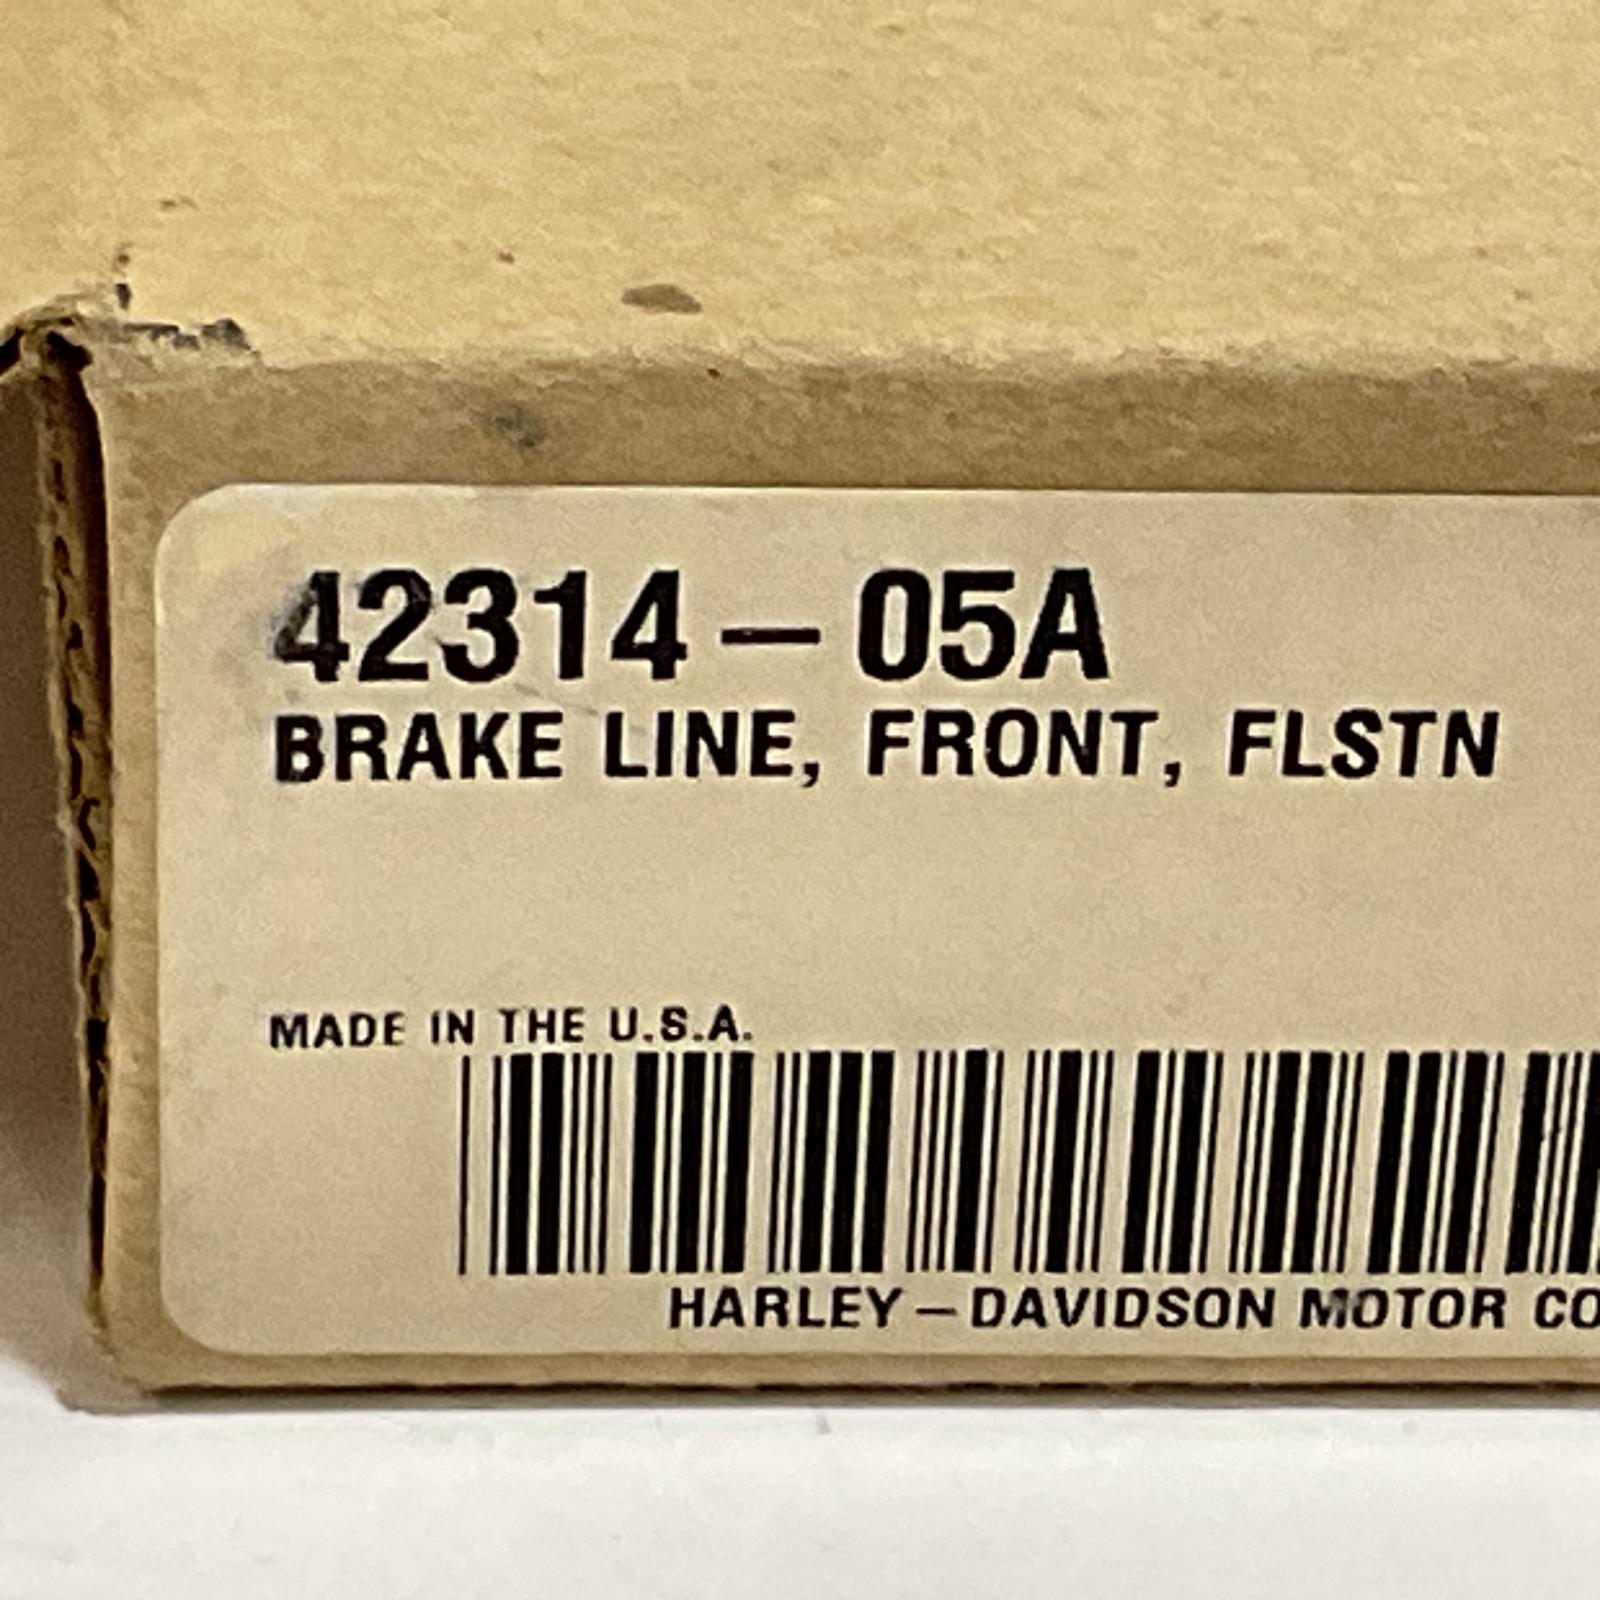 42314-05A
BRAKE LINE, FRONT, FLSTN
MADE IN THE U.S.A.
HARLEY-DAVIDSON MOTOR CO